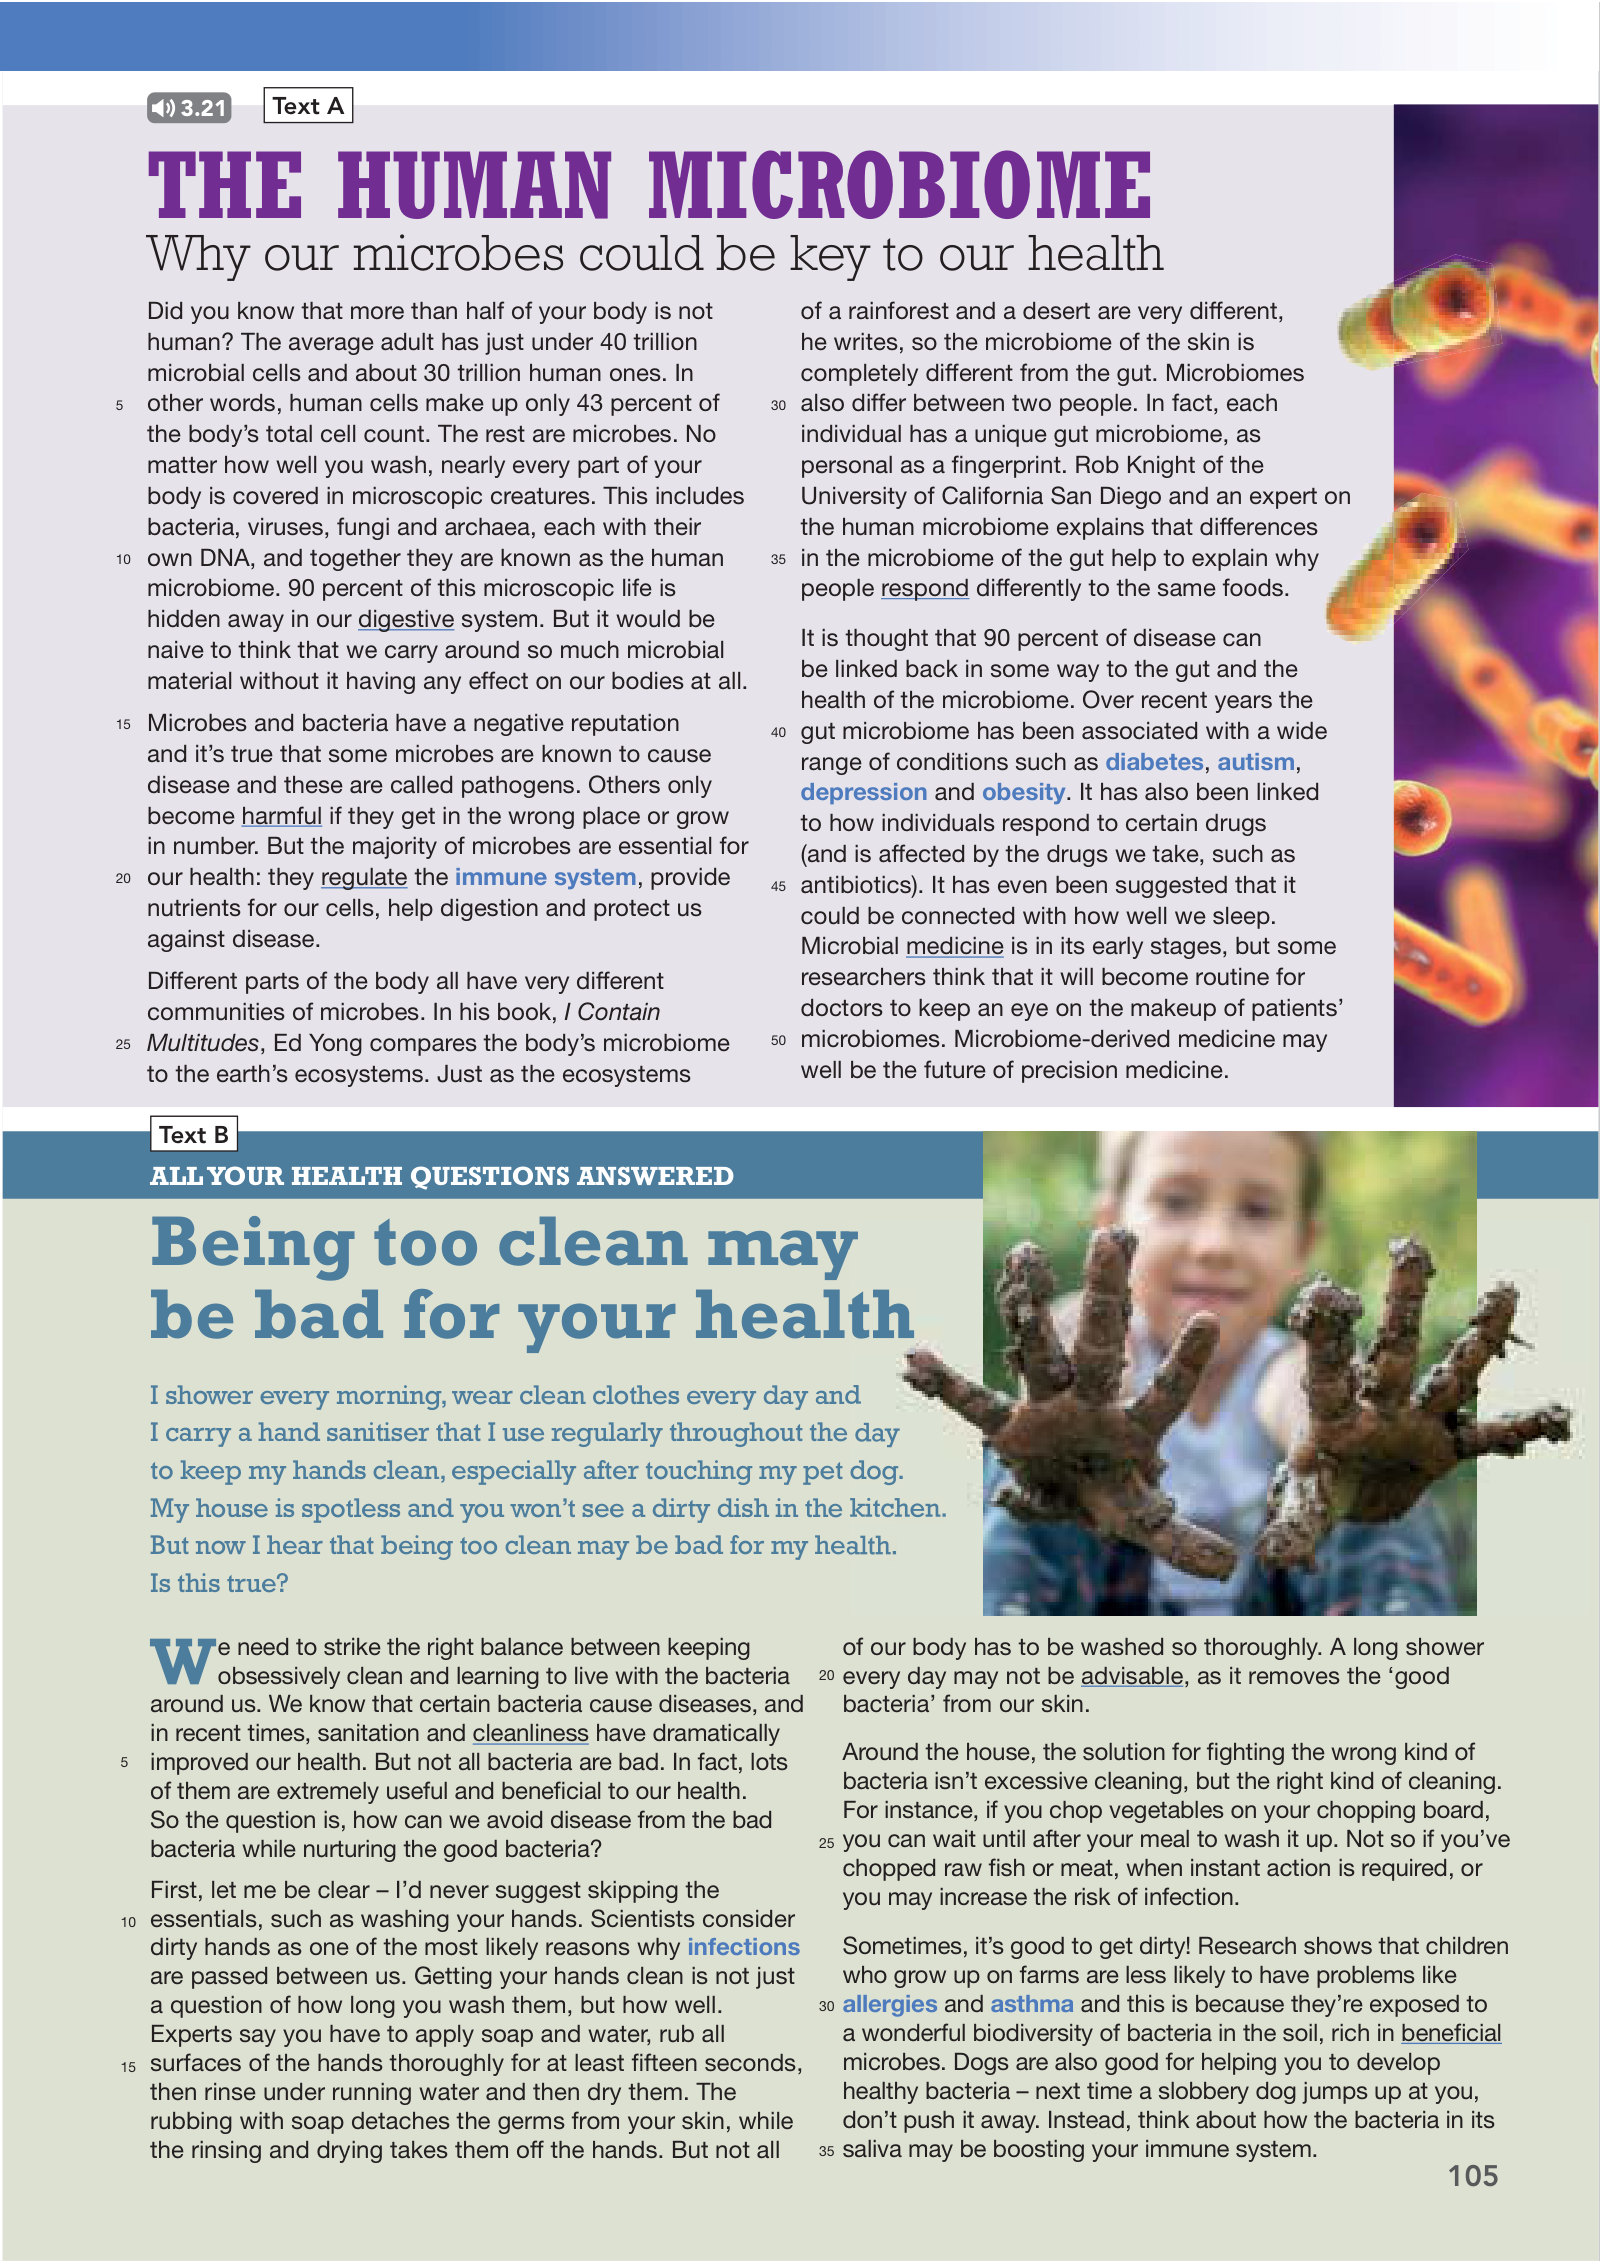 3.21
Text A
THE HUMAN MICROBIOME
Why our microbes could be key to our health
Did you know that more than half of your body is not
human? The average adult has just under 40 trillion
microbial cells and about 30 trillion human ones. In
5 other words, human cells make up only 43 percent of
the body's total cell count. The rest are microbes. No
matter how well you wash, nearly every part of your
body is covered in microscopic creatures. This includes
bacteria, viruses, fungi and archaea, each with their
10 own DNA, and together they are known as the human
microbiome. 90 percent of this microscopic life is
hidden away in our digestive system. But it would be
naive to think that we carry around so much microbial
material without it having any effect on our bodies at all.
15 Microbes and bacteria have a negative reputation
and it's true that some microbes are known to cause
disease and these are called pathogens. Others only
become harmful if they get in the wrong place or grow
in number. But the majority of microbes are essential for
20 our health: they regulate the immune system, provide
nutrients for our cells, help digestion and protect us
against disease.
Different parts of the body all have very different
communities of microbes. In his book, I Contain
25 Multitudes, Ed Yong compares the body's microbiome
to the earth's ecosystems. Just as the ecosystems
of a rainforest and a desert are very different,
he writes, so the microbiome of the skin is
completely different from the gut. Microbiomes
30 also differ between two people. In fact, each
individual has a unique gut microbiome, as
personal as a fingerprint. Rob Knight of the
University of California San Diego and an expert on
the human microbiome explains that differences
35 in the microbiome of the gut help to explain why
people respond differently to the same foods.
It is thought that 90 percent of disease can
be linked back in some way to the gut and the
health of the microbiome. Over recent years the
40 gut microbiome has been associated with a wide
range of conditions such as diabetes, autism,
depression and obesity. It has also been linked
to how individuals respond to certain drugs
(and is affected by the drugs we take, such as
45 antibiotics). It has even been suggested that it
could be connected with how well we sleep.
Microbial medicine is in its early stages, but some
researchers think that it will become routine for
doctors to keep an eye on the makeup of patients'
50 microbiomes. Microbiome-derived medicine may
well be the future of precision medicine.
Text B
ALL YOUR HEALTH QUESTIONS ANSWERED
Being too clean may
be bad for your health
I shower every morning, wear clean clothes every day and
I carry a hand sanitiser that I use regularly throughout the day
to keep my hands clean, especially after touching my pet dog.
My house is spotless and you won't see a dirty dish in the kitchen.
But now I hear that being too clean may be bad for my health.
Is this true?
We need to strike the right balance between keeping
obsessively clean and learning to live with the bacteria
around us. We know that certain bacteria cause diseases, and
in recent times, sanitation and cleanliness have dramatically
5 improved our health. But not all bacteria are bad. In fact, lots
of them are extremely useful and beneficial to our health.
So the question is, how can we avoid disease from the bad
bacteria while nurturing the good bacteria?
First, let me be clear – I'd never suggest skipping the
10 essentials, such as washing your hands. Scientists consider
dirty hands as one of the most likely reasons why infections
are passed between us. Getting your hands clean is not just
a question of how long you wash them, but how well.
Experts say you have to apply soap and water, rub all
15 surfaces of the hands thoroughly for at least fifteen seconds,
then rinse under running water and then dry them. The
rubbing with soap detaches the germs from your skin, while
the rinsing and drying takes them off the hands. But not all
of our body has to be washed so thoroughly. A long shower
20 every day may not be advisable, as it removes the 'good
bacteria' from our skin.
Around the house, the solution for fighting the wrong kind of
bacteria isn't excessive cleaning, but the right kind of cleaning.
For instance, if you chop vegetables on your chopping board,
25 you can wait until after your meal to wash it up. Not so if you've
chopped raw fish or meat, when instant action is required, or
you may increase the risk of infection.
Sometimes, it's good to get dirty! Research shows that children
who grow up on farms are less likely to have problems like
30 allergies and asthma and this is because they're exposed to
a wonderful biodiversity of bacteria in the soil, rich in beneficial
microbes. Dogs are also good for helping you to develop
healthy bacteria – next time a slobbery dog jumps up at you,
don't push it away. Instead, think about how the bacteria in its
35 saliva may be boosting your immune system.
105